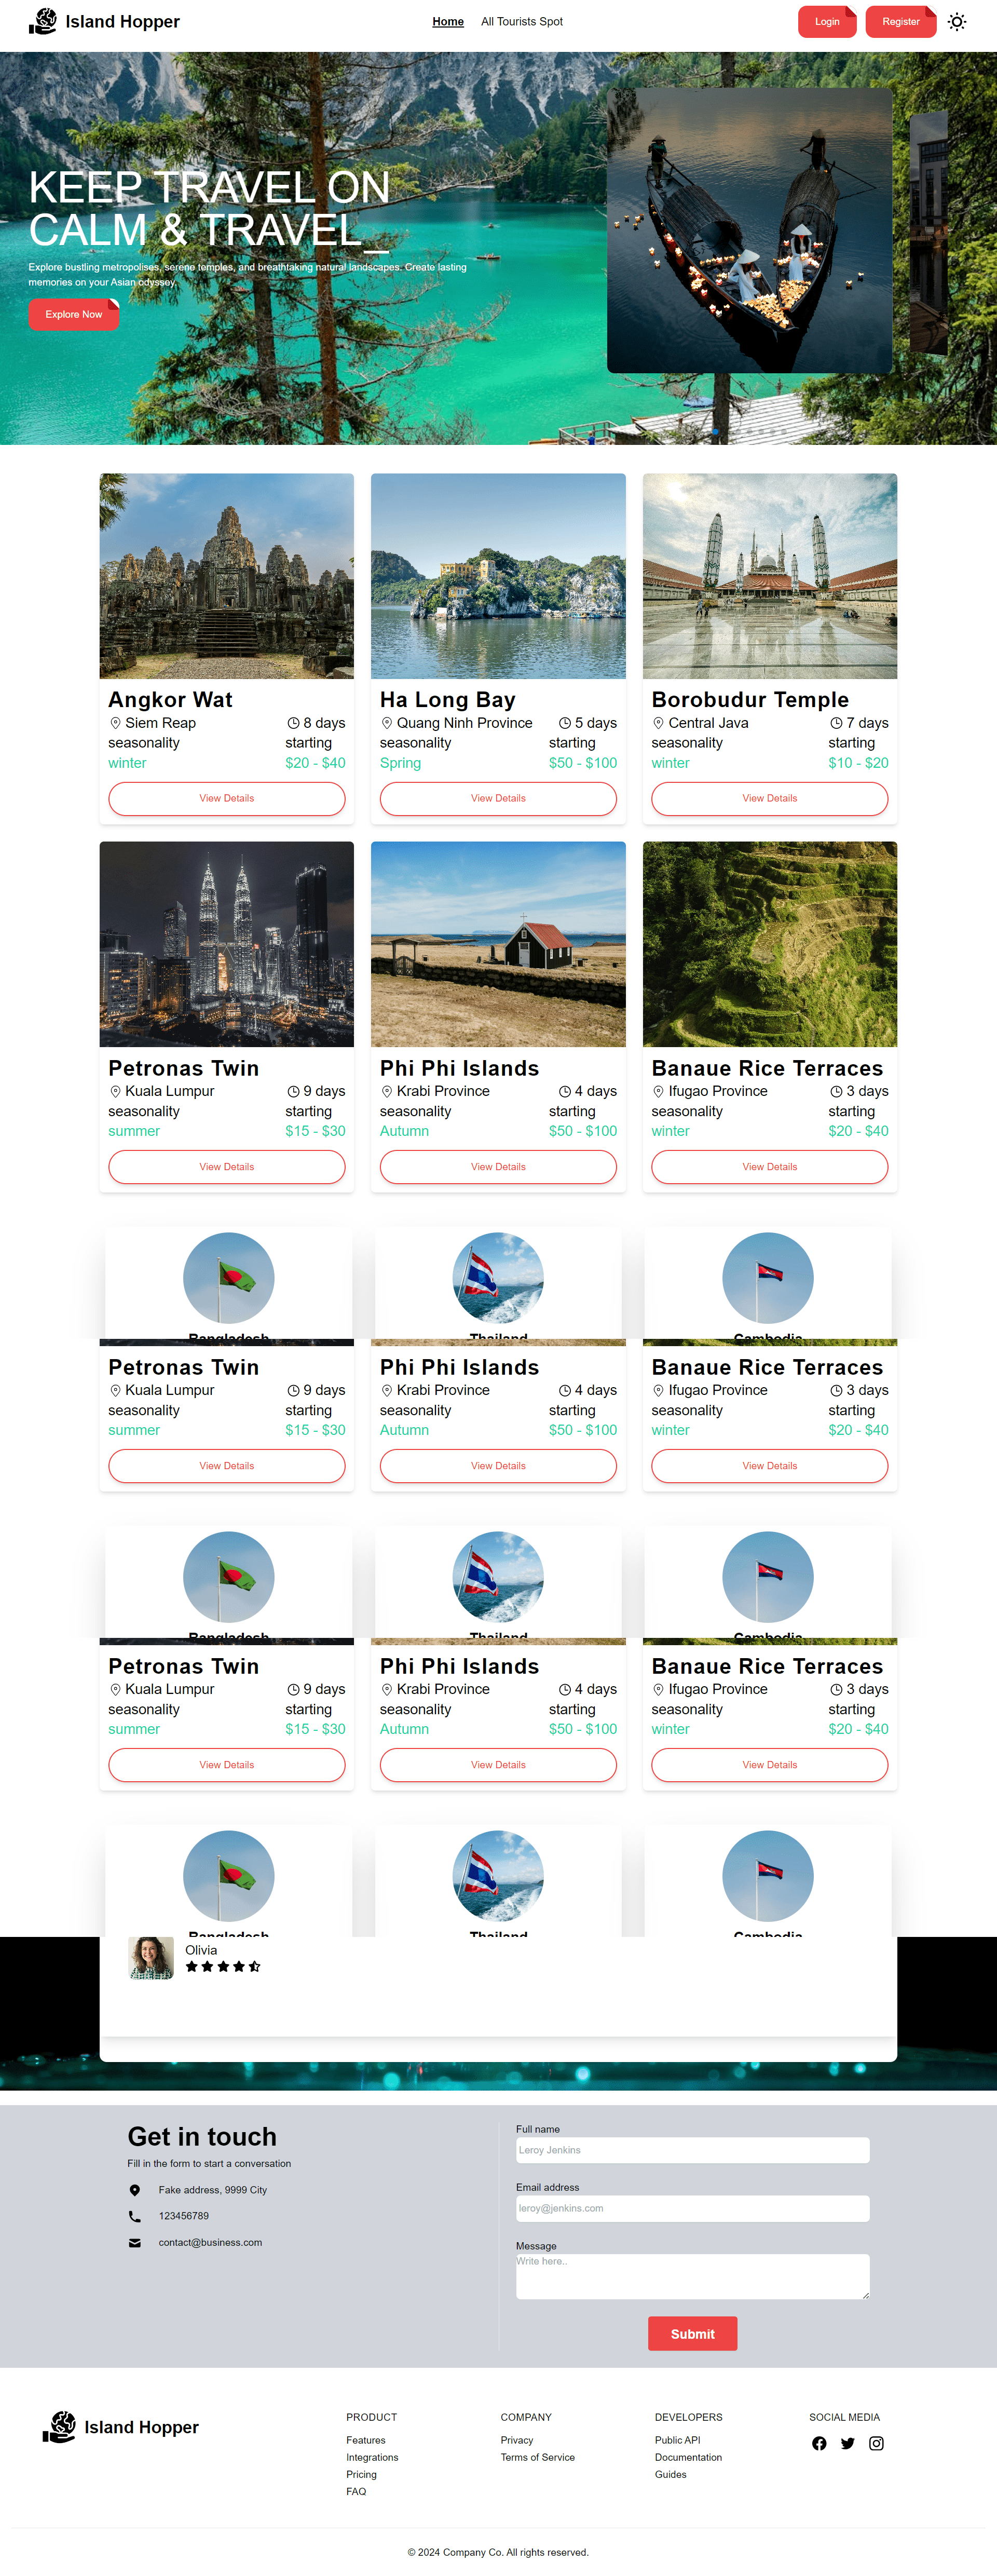 Island Hopper
Home
All Tourists Spot
Login
Register
KEEP TRAVEL ON
CALM & TRAVEL_
Explore bustling metropolises, serene temples, and breathtaking natural landscapes. Create lasting
memories on your Asian odyssey.
Explore Now
Angkor Wat
Siem Reap
8 days
seasonality
starting
winter
$20 - $40
View Details
Ha Long Bay
Quang Ninh Province
5 days
seasonality
starting
Spring
$50 - $100
View Details
Borobudur Temple
Central Java
7 days
seasonality
starting
winter
$10 - $20
View Details
Petronas Twin
Kuala Lumpur
9 days
seasonality
starting
summer
$15 - $30
View Details
Phi Phi Islands
Krabi Province
4 days
seasonality
starting
Autumn
$50 - $100
View Details
Banaue Rice Terraces
Ifugao Province
3 days
seasonality
starting
winter
$20 - $40
View Details
Bangladesh
Thailand
Cambodia
Petronas Twin
Kuala Lumpur
9 days
seasonality
starting
summer
$15 - $30
View Details
Phi Phi Islands
Krabi Province
4 days
seasonality
starting
Autumn
$50 - $100
View Details
Banaue Rice Terraces
Ifugao Province
3 days
seasonality
starting
winter
$20 - $40
View Details
Bangladesh
Thailand
Cambodia
Petronas Twin
Kuala Lumpur
9 days
seasonality
starting
summer
$15 - $30
View Details
Phi Phi Islands
Krabi Province
4 days
seasonality
starting
Autumn
$50 - $100
View Details
Banaue Rice Terraces
Ifugao Province
3 days
seasonality
starting
winter
$20 - $40
View Details
Bangladesh
Thailand
Cambodia
Olivia
Get in touch
Fill in the form to start a conversation
Fake address, 9999 City
123456789
contact@business.com
Full name
Leroy Jenkins
Email address
leroy@jenkins.com
Message
Write here..
Submit
Island Hopper
PRODUCT
Features
Integrations
Pricing
FAQ
COMPANY
Privacy
Terms of Service
DEVELOPERS
Public API
Documentation
Guides
SOCIAL MEDIA
© 2024 Company Co. All rights reserved.